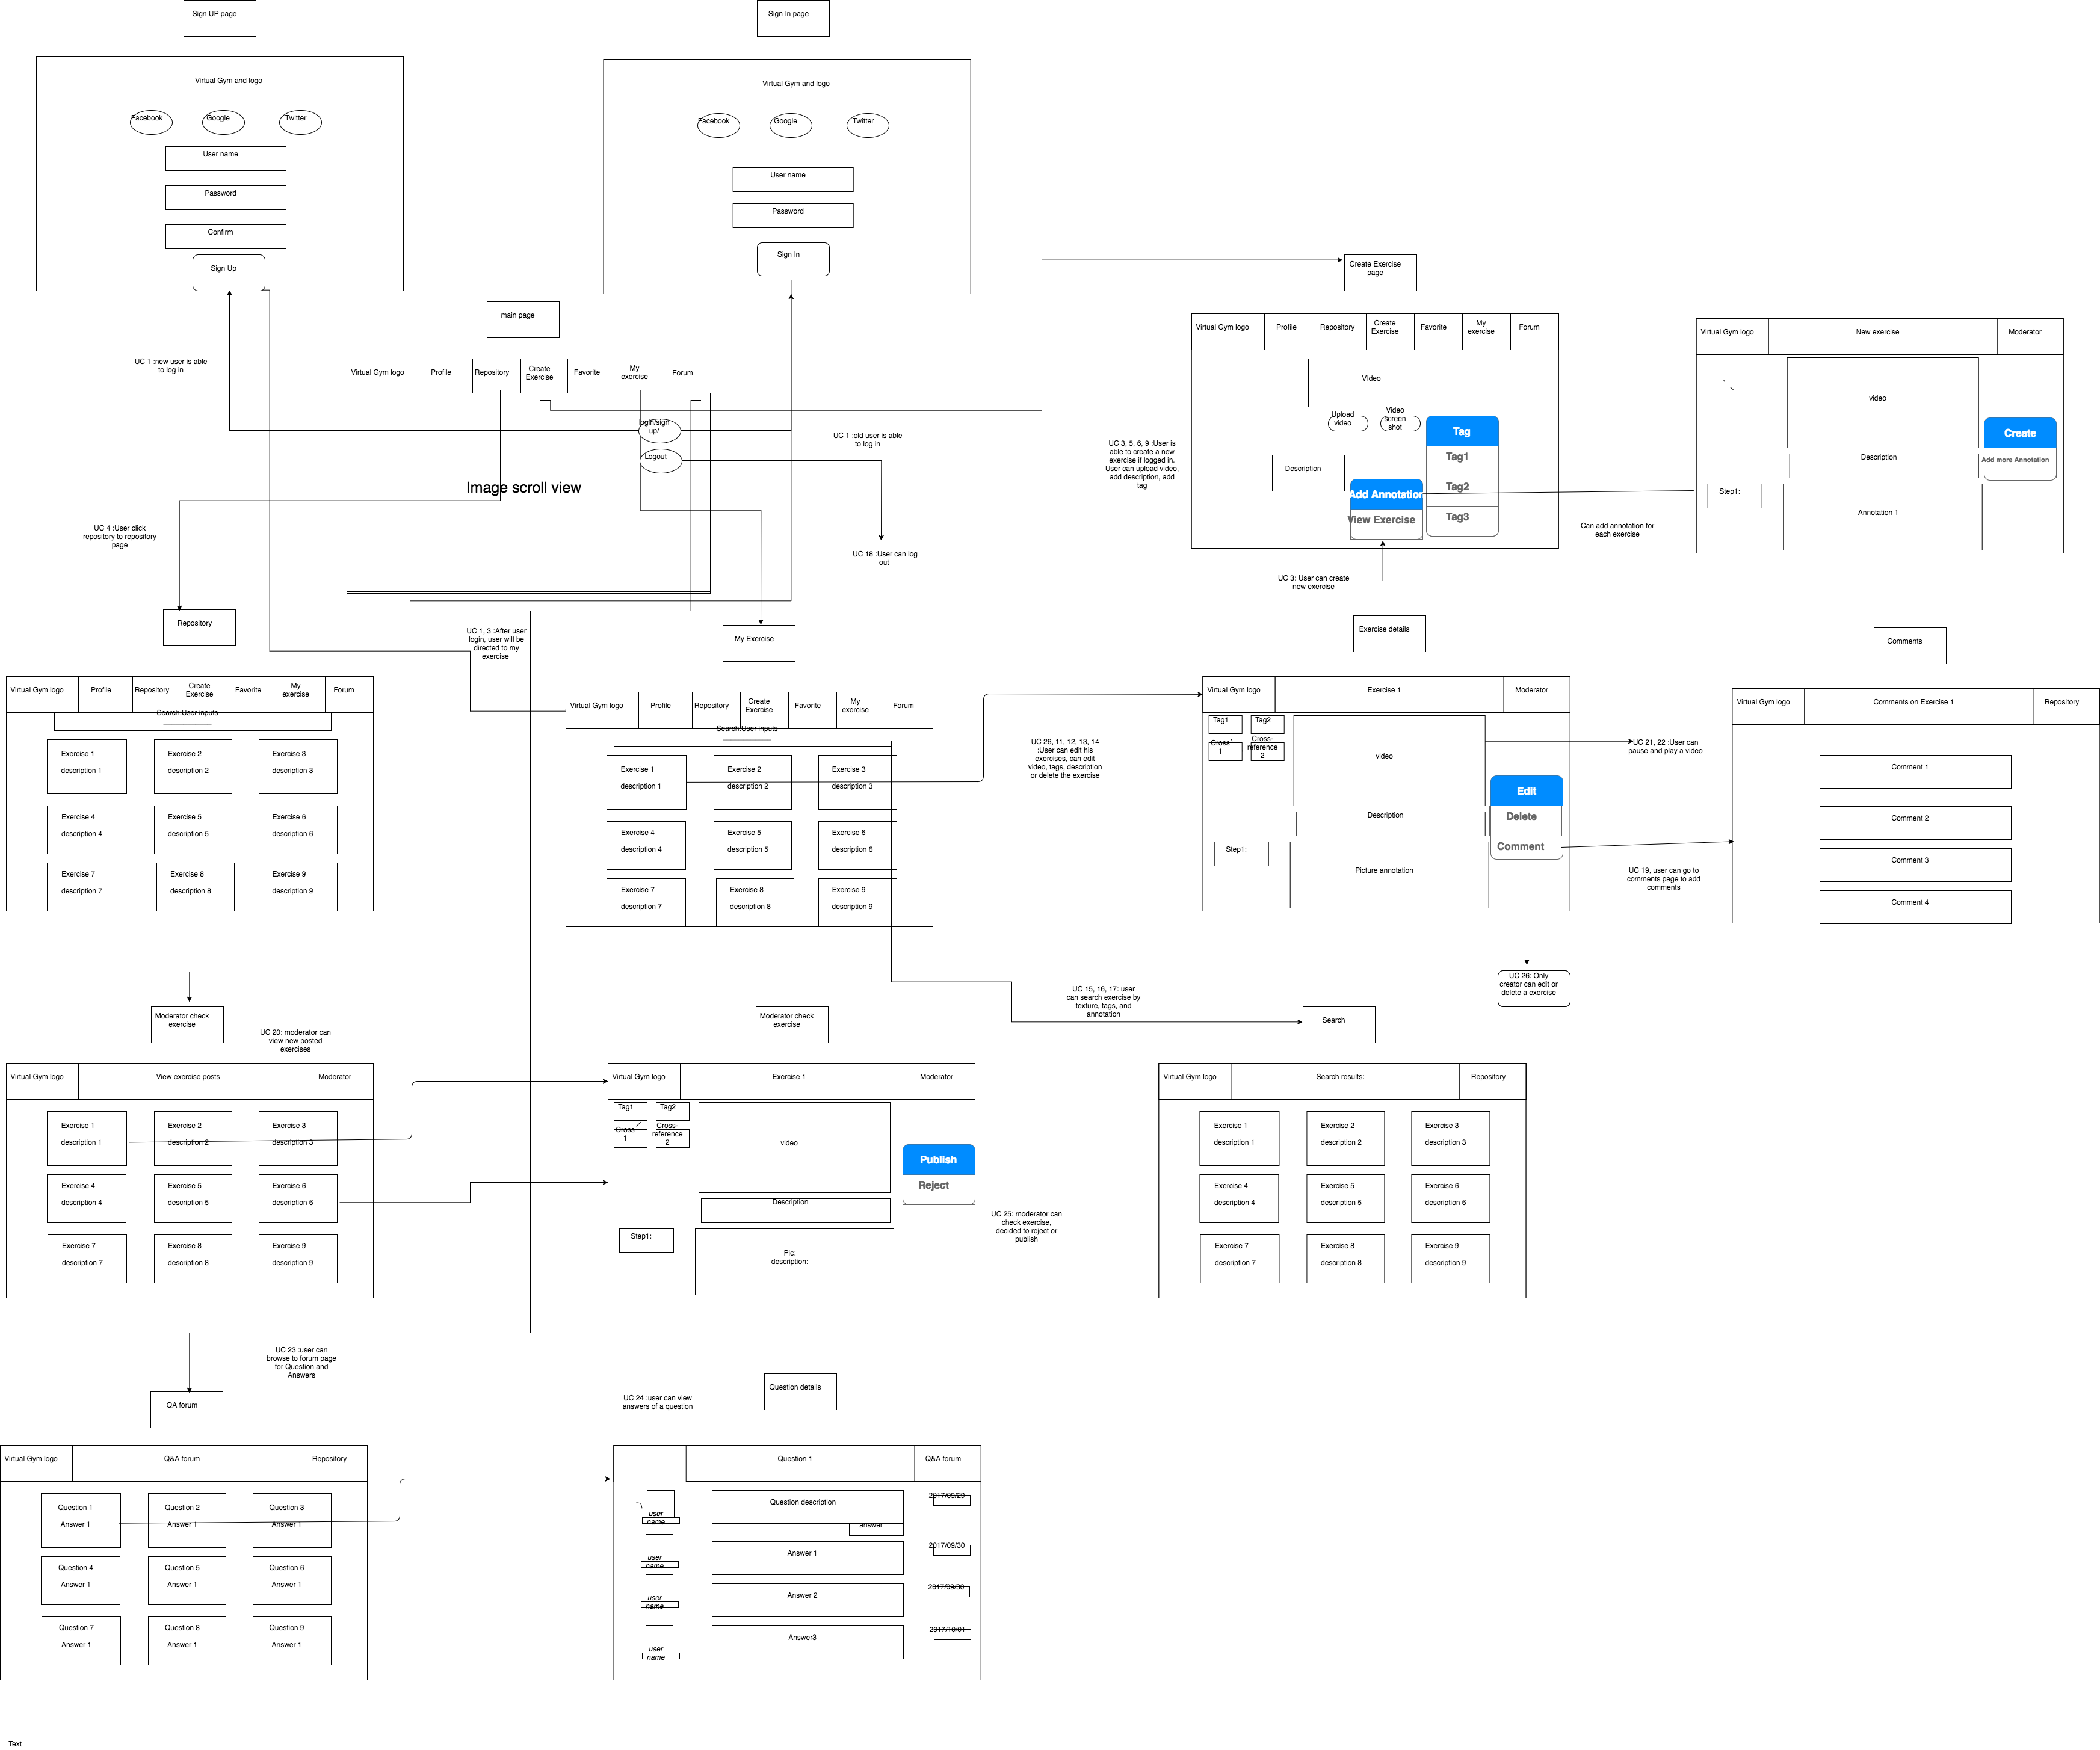 Sign UP page
Sign In page
Virtual Gym and logo
Facebook
Google
Twitter
User name
Password
Confirm
Sign Up
Virtual Gym and logo
Facebook
Google
Twitter
User name
Password
Sign In
UC 1 :new user is able
to log in
main page
Virtual Gym logo
Profile
Repository
Create
Exercise
Favorite
My
exercise
Forum
login/sign
up/
Logout
Image scroll view
UC 1 :old user is able
to log in
UC 18 :User can log
out
UC 4 :User click
repository to repository
page
Create Exercise
page
Virtual Gym logo
Profile
Repository
Create
Exercise
Favorite
My
exercise
Forum
VIdeo
Upload
video
Video
screen
shot
Tag
Tag1
Tag2
Tag3
Description
Add Annotation
View Exercise
UC 3, 5, 6, 9 :User is
able to create a new
exercise if logged in.
User can upload video,
add description, add
tag
UC 3: User can create
new exercise
Can add annotation for
each exercise
Virtual Gym logo
New exercise
Moderator
video
Create
Add more Annotation
Description
Step1:
Annotation 1
Repository
UC 1, 3 :After user
login, user will be
directed to my
exercise
My Exercise
Exercise details
Comments
Virtual Gym logo
Profile
Repository
Create
Exercise
Favorite
My
exercise
Forum
Search:User inputs
Exercise 1
description 1
Exercise 2
description 2
Exercise 3
description 3
Exercise 4
description 4
Exercise 5
description 5
Exercise 6
description 6
Exercise 7
description 7
Exercise 8
description 8
Exercise 9
description 9
Virtual Gym logo
Profile
Repository
Create
Exercise
Favorite
My
exercise
Forum
Search:User inputs
Exercise 1
description 1
Exercise 2
description 2
Exercise 3
description 3
Exercise 4
description 4
Exercise 5
description 5
Exercise 6
description 6
Exercise 7
description 7
Exercise 8
description 8
Exercise 9
description 9
UC 26, 11, 12, 13, 14
:User can edit his
exercises, can edit
video, tags, description
or delete the exercise
Virtual Gym logo
Exercise 1
Moderator
Tag1
Tag2
Cross
1
Cross-
reference
2
video
Edit
Delete
Comment
Description
Step1:
Picture annotation
UC 21, 22 :User can
pause and play a video
UC 19, user can go to
comments page to add
comments
UC 26: Only
creator can edit or
delete a exercise
Virtual Gym logo
Comments on Exercise 1
Repository
Comment 1
Comment 2
Comment 3
Comment 4
Moderator check
exercise
UC 20: moderator can
view new posted
exercises
Moderator check
exercise
UC 15, 16, 17: user
can search exercise by
texture, tags, and
annotation
Search
Virtual Gym logo
View exercise posts
Moderator
Exercise 1
description 1
Exercise 2
description 2
Exercise 3
description 3
Exercise 4
description 4
Exercise 5
description 5
Exercise 6
description 6
Exercise 7
description 7
Exercise 8
description 8
Exercise 9
description 9
Virtual Gym logo
Exercise 1
Moderator
Tag1
Tag2
Cross
1
Cross-
reference
2
video
Publish
Reject
Description
Step1:
Pic:
description:
UC 25: moderator can
check exercise,
decided to reject or
publish
Virtual Gym logo
Search results:
Repository
Exercise 1
description 1
Exercise 2
description 2
Exercise 3
description 3
Exercise 4
description 4
Exercise 5
description 5
Exercise 6
description 6
Exercise 7
description 7
Exercise 8
description 8
Exercise 9
description 9
UC 23 :user can
browse to forum page
for Question and
Answers
QA forum
UC 24 :user can view
answers of a question
Question details
Virtual Gym logo
Q&A forum
Repository
Question 1
Answer 1
Question 2
Answer 1
Question 3
Answer 1
Question 4
Answer 1
Question 5
Answer 1
Question 6
Answer 1
Question 7
Answer 1
Question 8
Answer 1
Question 9
Answer 1
Question 1
Q&A forum
user
name
Question description
answer
2017/09/29
user
name
Answer 1
2017/09/30
user
name
Answer 2
2017/09/30
user
name
Answer3
2017/10/01
Text